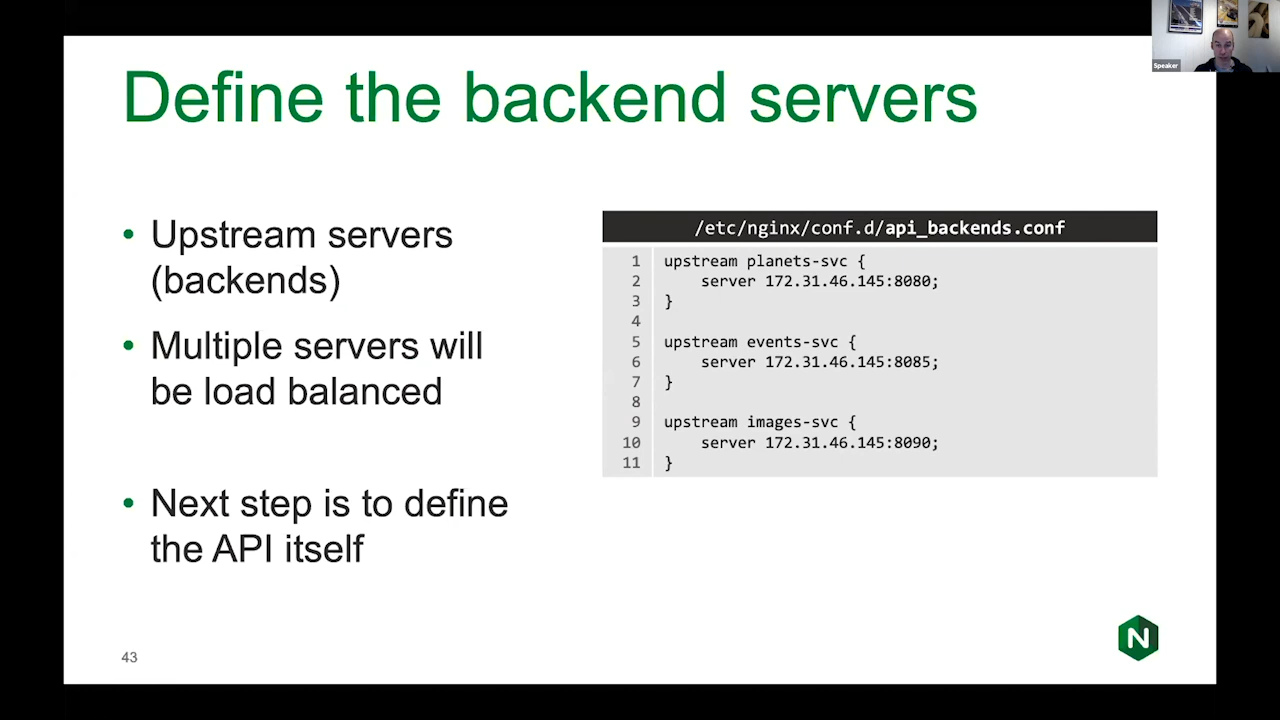 Define the backend servers
• Upstream servers
(backends)
• Multiple servers will
be load balanced
• Next step is to define
the API itself
/etc/nginx/conf.d/api_backends.conf
1 upstream planets-svc {
2     server 172.31.46.145:8080;
3 }
4
5 upstream events-svc {
6     server 172.31.46.145:8085;
7 }
8
9 upstream images-svc {
10     server 172.31.46.145:8090;
11 }
43
N
Speaker